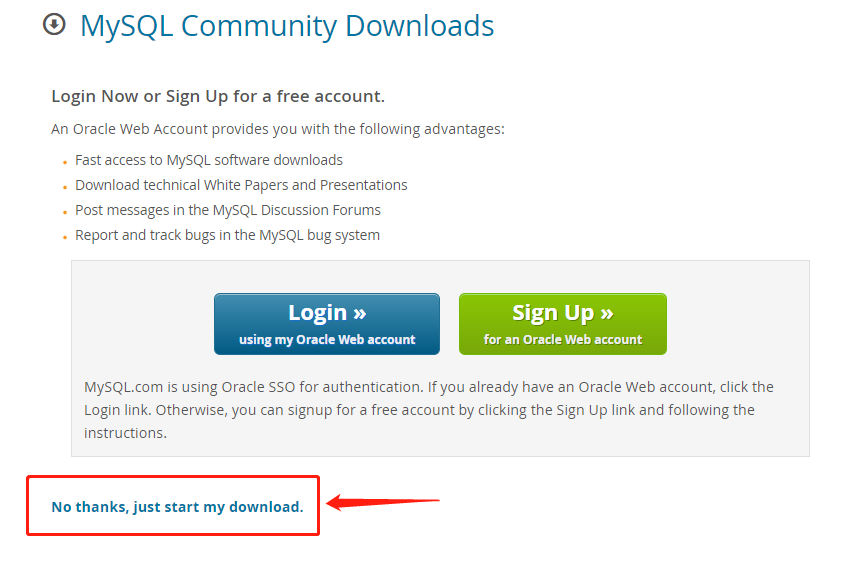 MySQL Community Downloads
Login Now or Sign Up for a free account.
An Oracle Web Account provides you with the following advantages:
Fast access to MySQL software downloads
Download technical White Papers and Presentations
Post messages in the MySQL Discussion Forums
Report and track bugs in the MySQL bug system
Login »
using my Oracle Web account
Sign Up »
for an Oracle Web account
MySQL.com is using Oracle SSO for authentication. If you already have an Oracle Web account, click the
Login link. Otherwise, you can signup for a free account by clicking the Sign Up link and following the
instructions.
No thanks, just start my download.